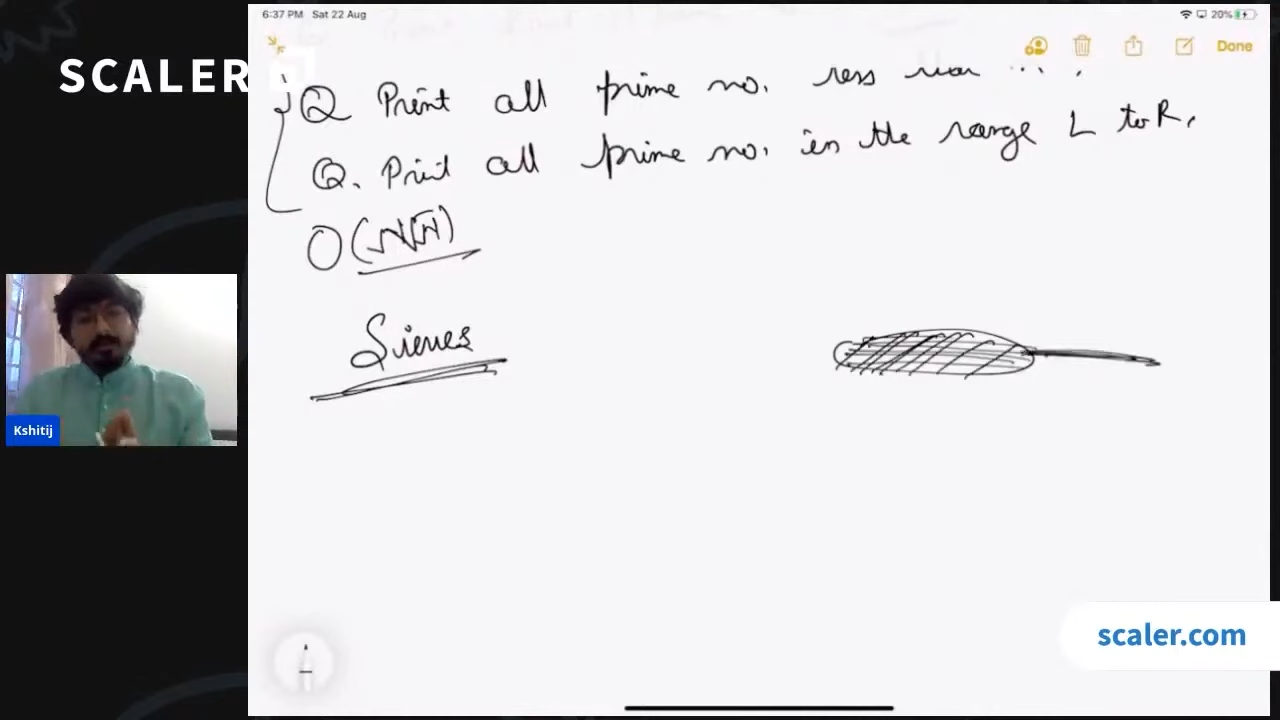 6:37 PM Sat 22 Aug
20%
Done
SCALER
Q Print all prime no.
Q. Print all prime no. in the range L to R.
O(N√N)
Sieves
Kshitij
scaler.com